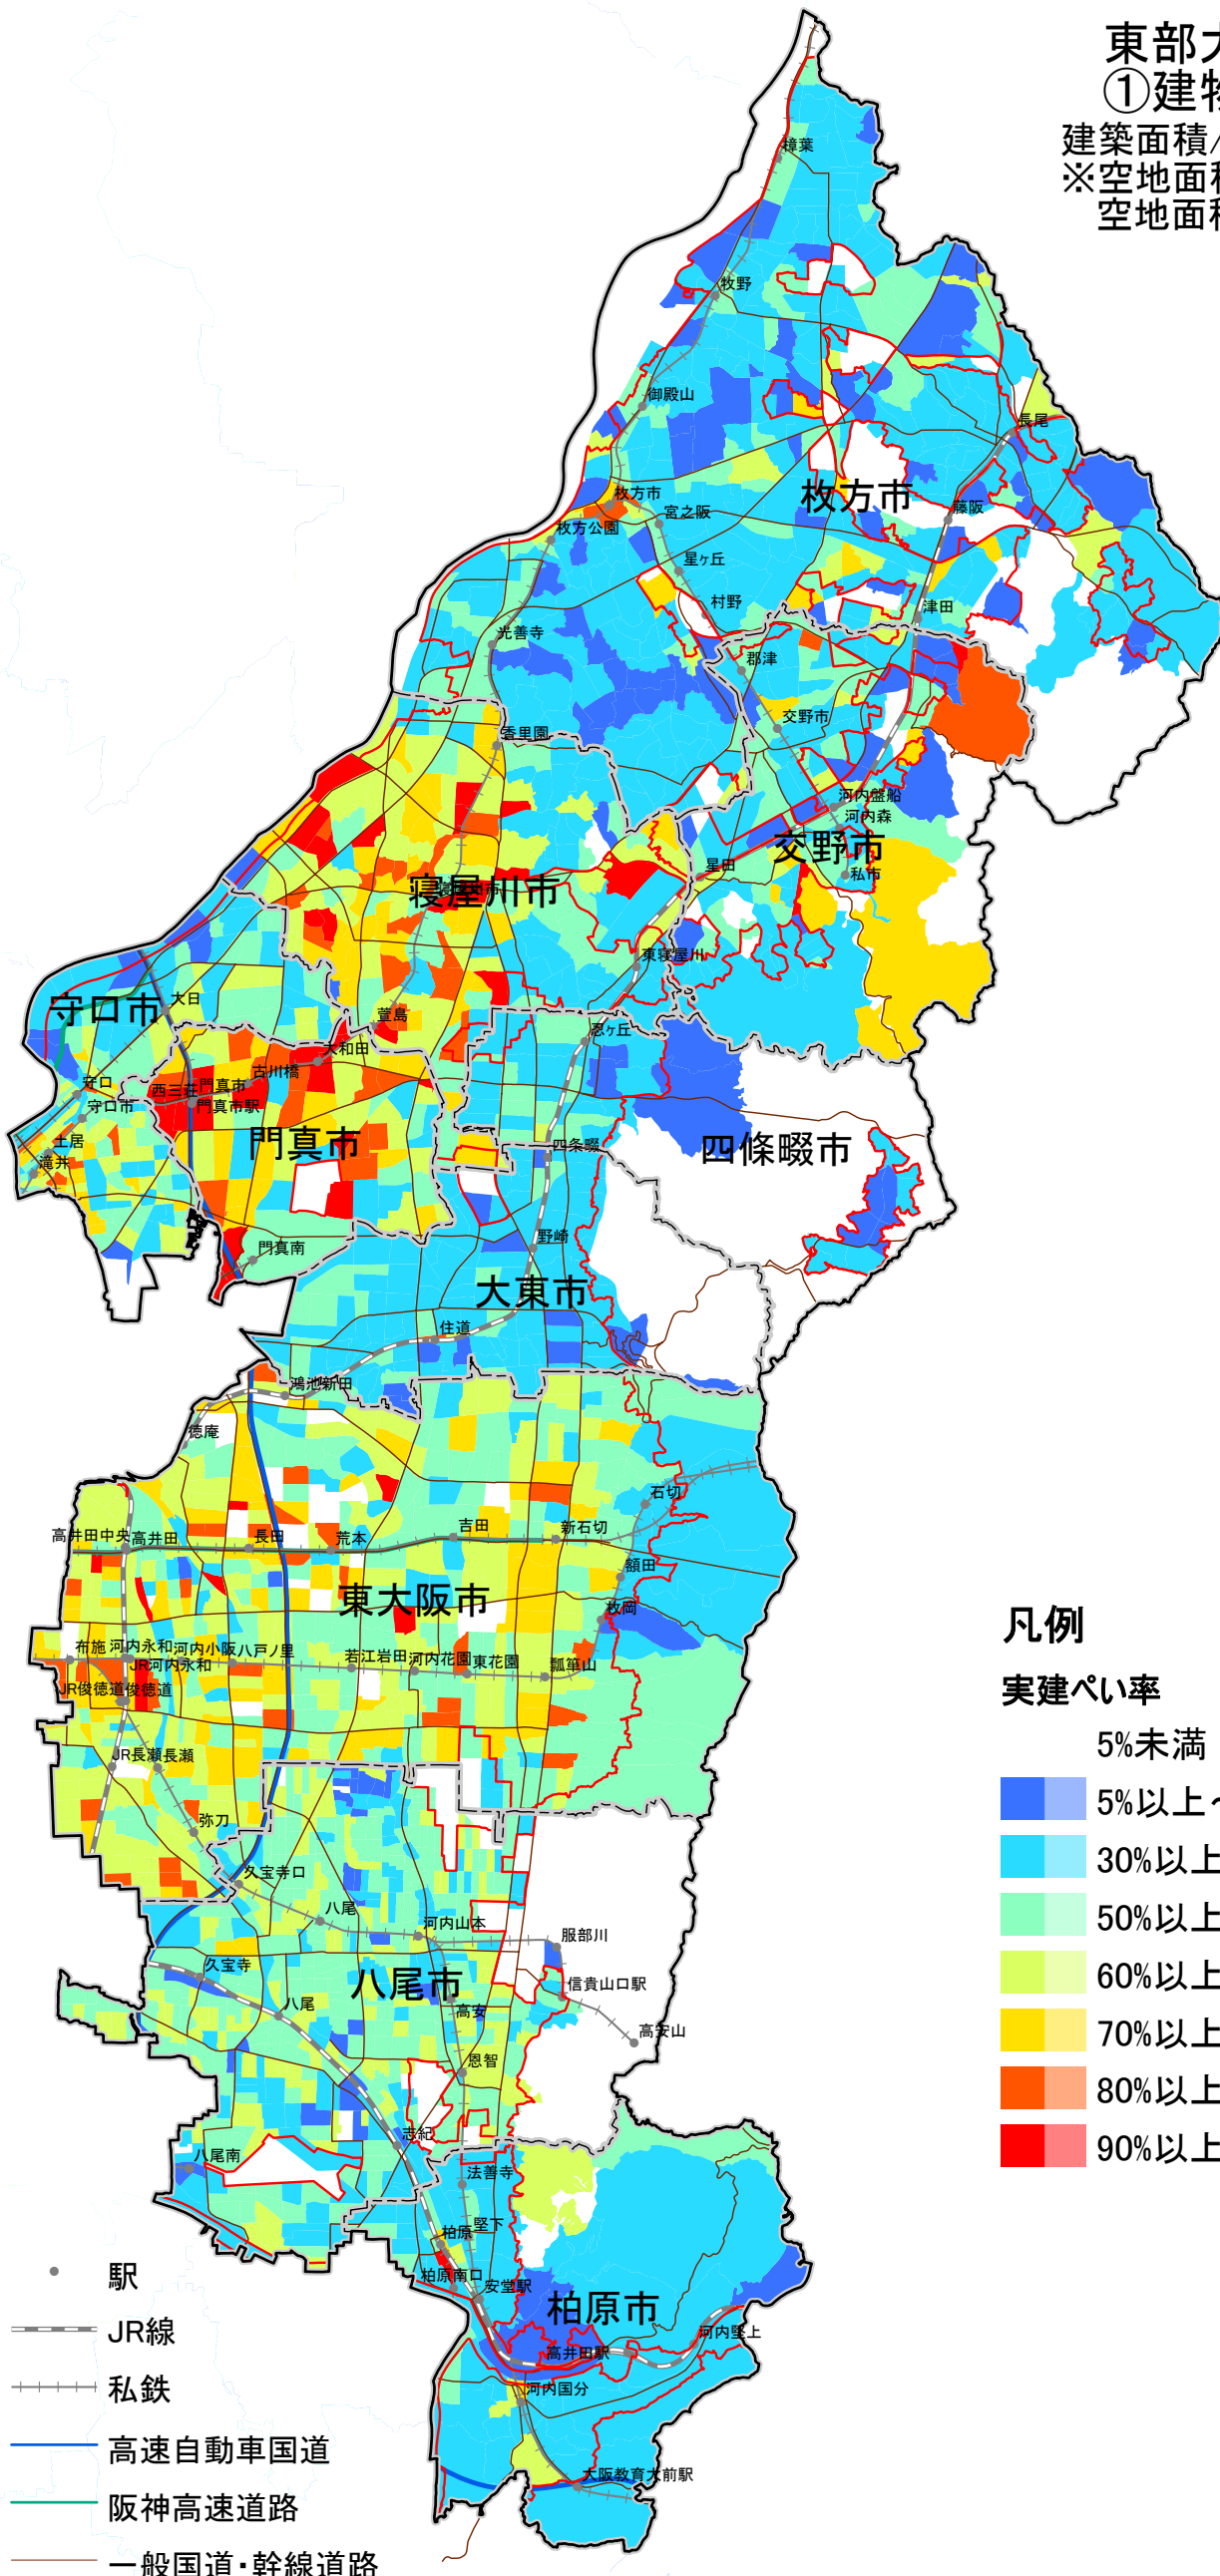 東部大
①建物
建築面積/
※空地面積
空地面積
樟葉
牧野
御殿山
長尾
枚方市
枚方市
藤阪
宮之阪
枚方公園
星ヶ丘
村野
津田
光善寺
郡津
交野市
香里園
河内磐船
河内森
交野市
星田
私市
寝屋川市
東寝屋川
守口市
大日
萱島
忍ヶ丘
大和田
古川橋
西三荘
門真市
門真市駅
守口
守口市
門真市
土居
滝井
四条畷
四條畷市
野崎
門真南
大東市
住道
鴻池新田
徳庵
石切
高井田中央
高井田
長田
荒本
吉田
新石切
額田
東大阪市
枚岡
布施
河内永和
河内小阪
八戸ノ里
若江岩田
河内花園
東花園
瓢箪山
JR河内永和
JR俊徳道
俊徳道
JR長瀬
長瀬
弥刀
久宝寺口
八尾
河内山本
服部川
久宝寺
八尾市
信貴山口駅
八尾
高安
高安山
恩智
志紀
八尾南
法善寺
堅下
柏原
柏原南口
安堂駅
柏原市
河内堅上
高井田駅
河内国分
大阪教育大前駅
凡例
実建ぺい率
5%未満
5%以上~
30%以上
50%以上
60%以上
70%以上
80%以上
90%以上
駅
JR線
私鉄
高速自動車国道
阪神高速道路
一般国道・幹線道路